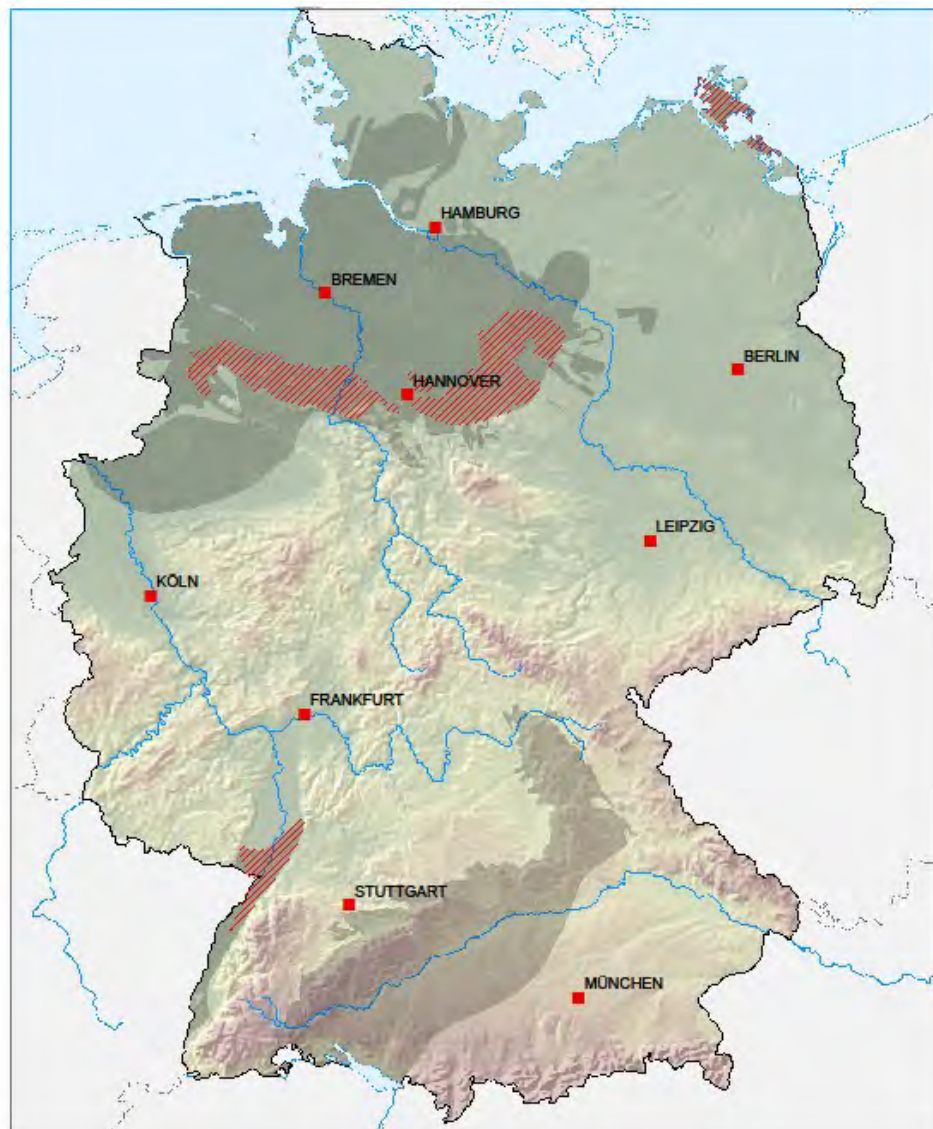 HAMBURG
BREMEN
BERLIN
HANNOVER
LEIPZIG
KÖLN
FRANKFURT
STUTTGART
MÜNCHEN